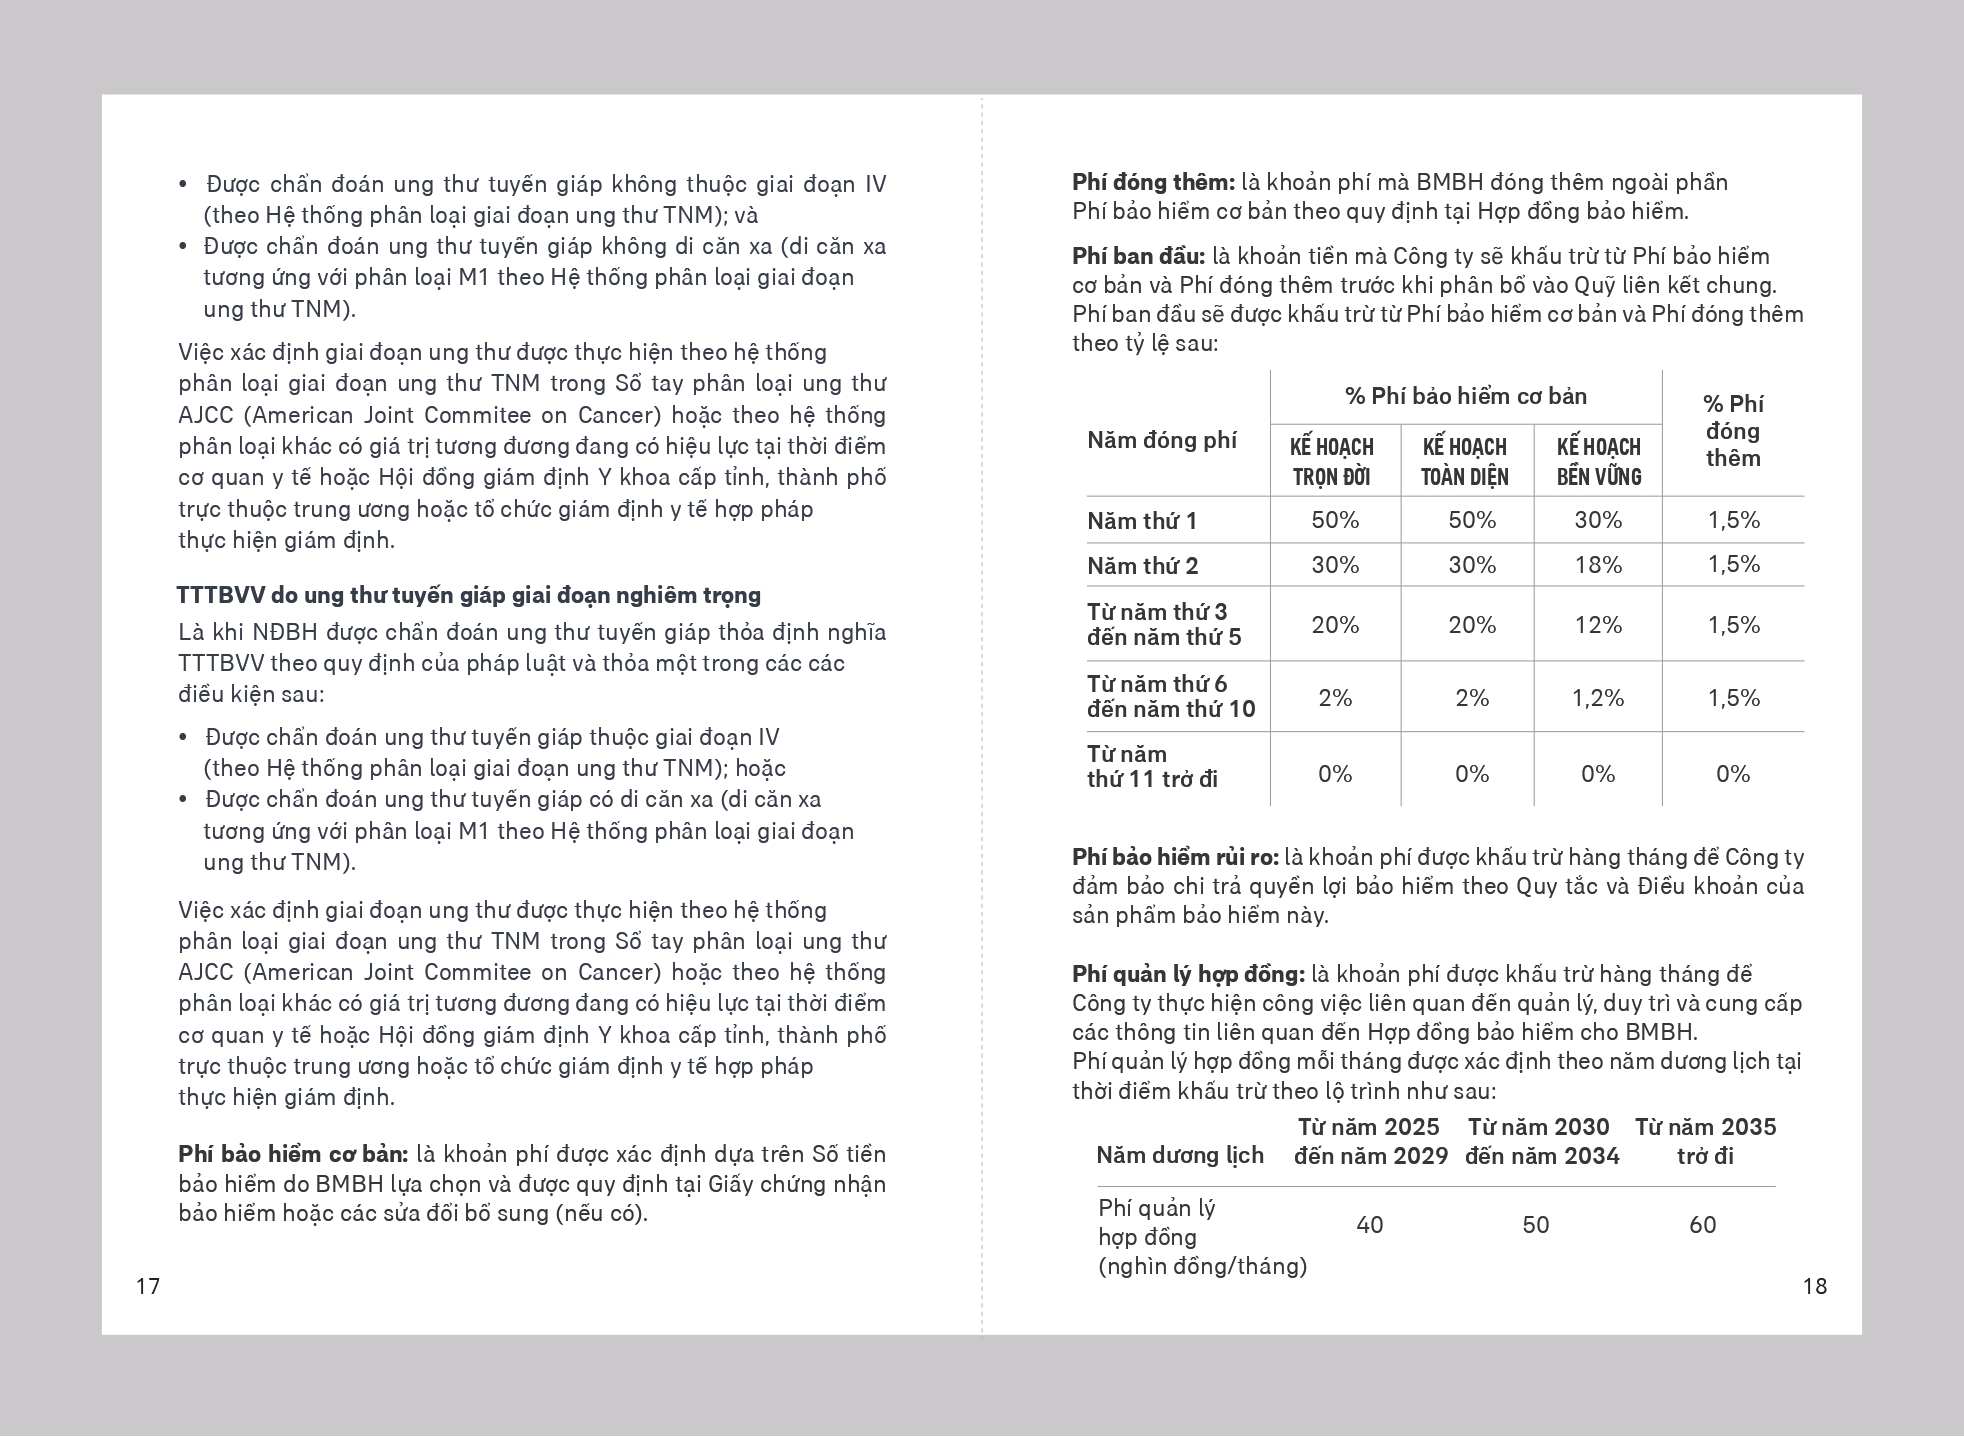 • Được chẩn đoán ung thư tuyến giáp không thuộc giai đoạn IV
(theo Hệ thống phân loại giai đoạn ung thư TNM); và
• Được chẩn đoán ung thư tuyến giáp không di căn xa (di căn xa
tương ứng với phân loại M1 theo Hệ thống phân loại giai đoạn
ung thư TNM).
Việc xác định giai đoạn ung thư được thực hiện theo hệ thống
phân loại giai đoạn ung thư TNM trong Sổ tay phân loại ung thư
AJCC (American Joint Commitee on Cancer) hoặc theo hệ thống
phân loại khác có giá trị tương đương đang có hiệu lực tại thời điểm
cơ quan y tế hoặc Hội đồng giám định Y khoa cấp tỉnh, thành phố
trực thuộc trung ương hoặc tổ chức giám định y tế hợp pháp
thực hiện giám định.
TTTBVV do ung thư tuyến giáp giai đoạn nghiêm trọng
Là khi NĐBH được chẩn đoán ung thư tuyến giáp thỏa định nghĩa
TTTBVV theo quy định của pháp luật và thỏa một trong các các
điều kiện sau:
• Được chẩn đoán ung thư tuyến giáp thuộc giai đoạn IV
(theo Hệ thống phân loại giai đoạn ung thư TNM); hoặc
• Được chẩn đoán ung thư tuyến giáp có di căn xa (di căn xa
tương ứng với phân loại M1 theo Hệ thống phân loại giai đoạn
ung thư TNM).
Việc xác định giai đoạn ung thư được thực hiện theo hệ thống
phân loại giai đoạn ung thư TNM trong Sổ tay phân loại ung thư
AJCC (American Joint Commitee on Cancer) hoặc theo hệ thống
phân loại khác có giá trị tương đương đang có hiệu lực tại thời điểm
cơ quan y tế hoặc Hội đồng giám định Y khoa cấp tỉnh, thành phố
trực thuộc trung ương hoặc tổ chức giám định y tế hợp pháp
thực hiện giám định.
Phí bảo hiểm cơ bản: là khoản phí được xác định dựa trên Số tiền
bảo hiểm do BMBH lựa chọn và được quy định tại Giấy chứng nhận
bảo hiểm hoặc các sửa đổi bổ sung (nếu có).
17
Phí đóng thêm: là khoản phí mà BMBH đóng thêm ngoài phần
Phí bảo hiểm cơ bản theo quy định tại Hợp đồng bảo hiểm.
Phí ban đầu: là khoản tiền mà Công ty sẽ khấu trừ từ Phí bảo hiểm
cơ bản và Phí đóng thêm trước khi phân bổ vào Quỹ liên kết chung.
Phí ban đầu sẽ được khấu trừ từ Phí bảo hiểm cơ bản và Phí đóng thêm
theo tỷ lệ sau:
Năm đóng phí
% Phí bảo hiểm cơ bản
KẾ HOẠCH
TRỌN ĐỜI
KẾ HOẠCH
TOÀN DIỆN
KẾ HOẠCH
BỀN VỮNG
% Phí
đóng
thêm
Năm thứ 1 50% 50% 30% 1,5%
Năm thứ 2 30% 30% 18% 1,5%
Từ năm thứ 3
đến năm thứ 5 20% 20% 12% 1,5%
Từ năm thứ 6
đến năm thứ 10 2% 2% 1,2% 1,5%
Từ năm
thứ 11 trở đi 0% 0% 0% 0%
Phí bảo hiểm rủi ro: là khoản phí được khấu trừ hàng tháng để Công ty
đảm bảo chi trả quyền lợi bảo hiểm theo Quy tắc và Điều khoản của
sản phẩm bảo hiểm này.
Phí quản lý hợp đồng: là khoản phí được khấu trừ hàng tháng để
Công ty thực hiện công việc liên quan đến quản lý, duy trì và cung cấp
các thông tin liên quan đến Hợp đồng bảo hiểm cho BMBH.
Phí quản lý hợp đồng mỗi tháng được xác định theo năm dương lịch tại
thời điểm khấu trừ theo lộ trình như sau:
Năm dương lịch
Từ năm 2025
đến năm 2029
Từ năm 2030
đến năm 2034
Từ năm 2035
trở đi
Phí quản lý
hợp đồng
(nghìn đồng/tháng)
40 50 60
18